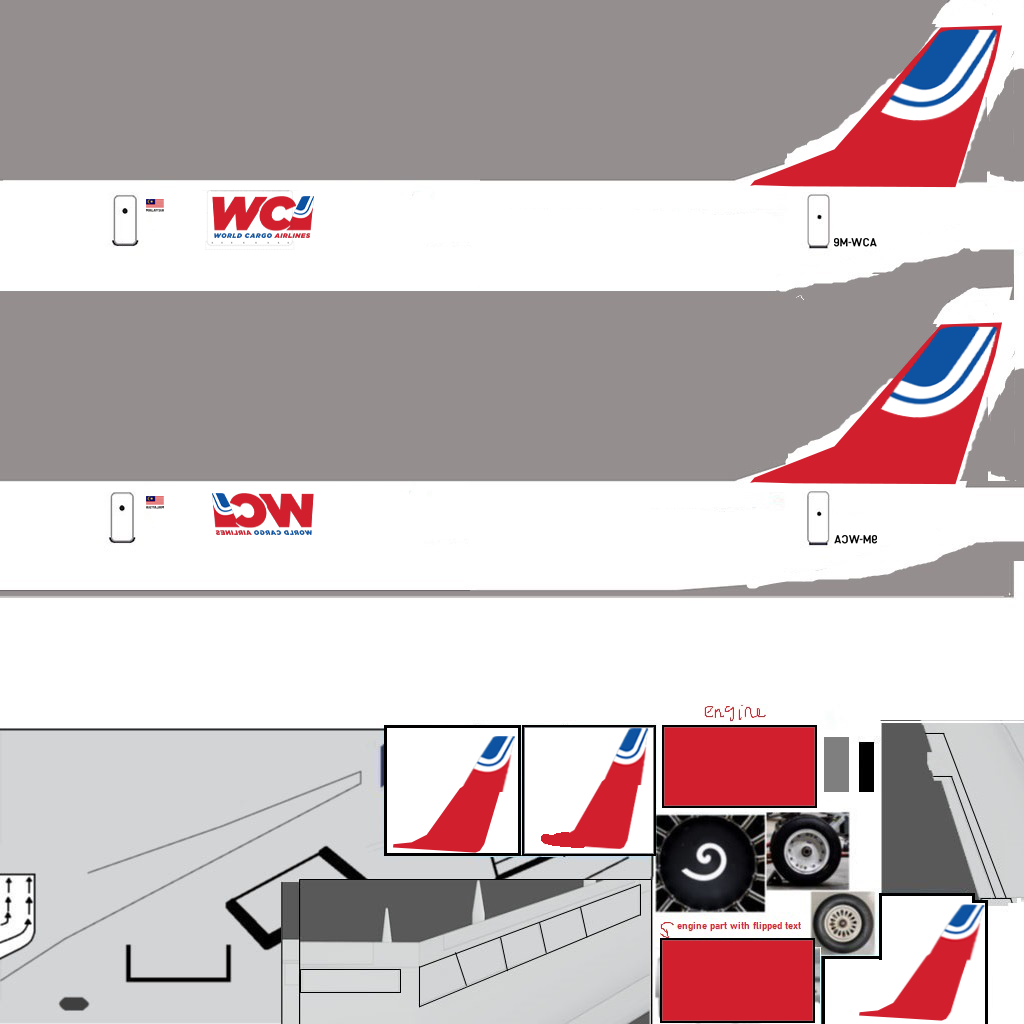 MALAYSIA
WCA
WORLD CARGO AIRLINES
9M-WCA
MALAYSIA
WCA
WORLD CARGO AIRLINES
9M-WCA
engine
engine part with flipped text